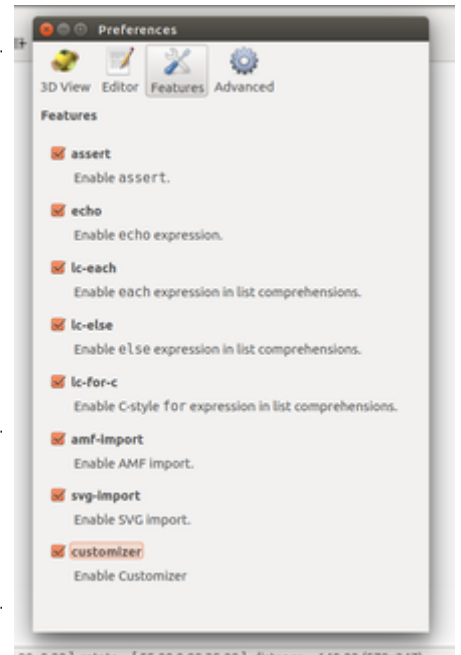 Preferences
3D View Editor Features Advanced
Features
assert
Enable assert.
echo
Enable echo expression.
lc-each
Enable each expression in list comprehensions.
lc-else
Enable else expression in list comprehensions.
lc-for-c
Enable C-style for expression in list comprehensions.
amf-import
Enable AMF import.
svg-import
Enable SVG import.
customizer
Enable Customizer